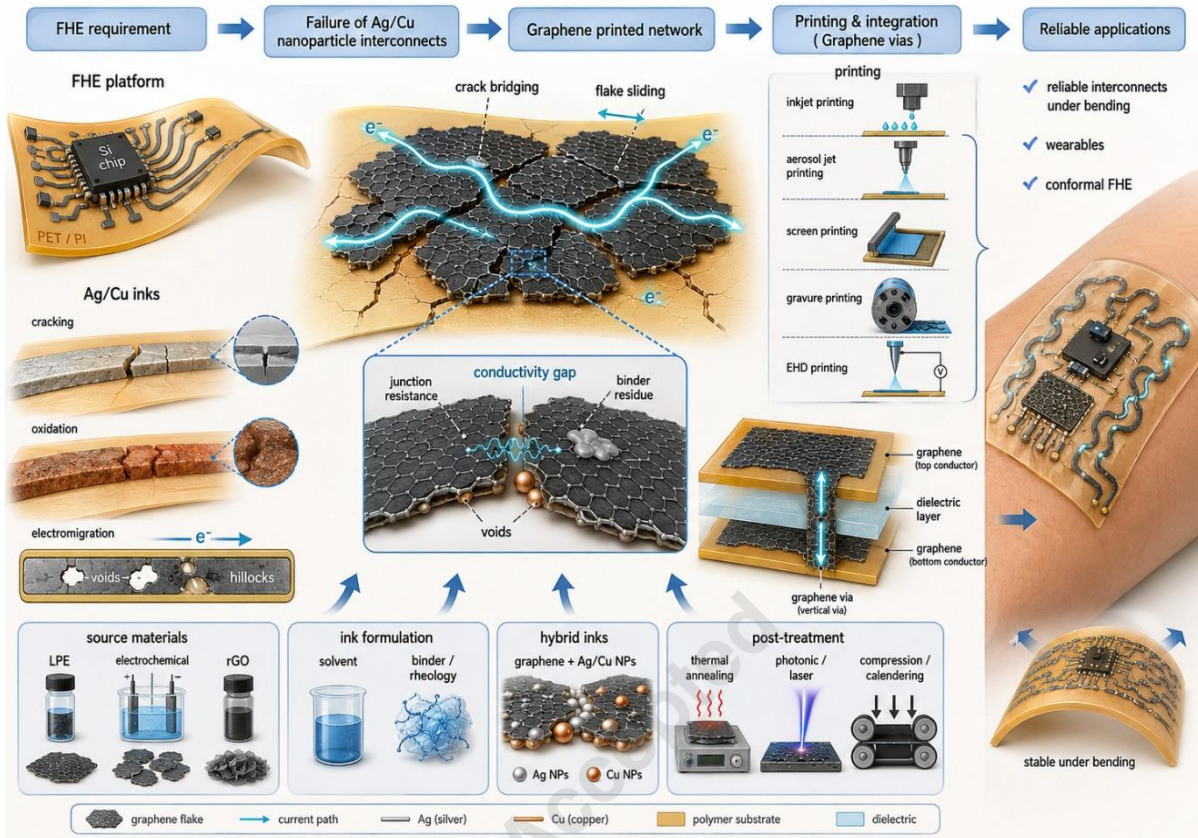 FHE requirement
Failure of Ag/Cu
nanoparticle interconnects
Graphene printed network
Printing & integration
( Graphene vias )
Reliable applications
FHE platform
Si
chip
PET / PI
Ag/Cu inks
cracking
oxidation
electromigration
e⁻
voids
hillocks
crack bridging
flake sliding
e⁻
e⁻
e⁻
conductivity gap
junction
resistance
binder
residue
voids
printing
inkjet printing
aerosol jet
printing
screen printing
gravure printing
EHD printing
V
graphene
(top conductor)
dielectric
layer
graphene
(bottom conductor)
graphene via
(vertical via)
✓ reliable interconnects
under bending
✓ wearables
✓ conformal FHE
stable under bending
source materials
LPE
electrochemical
rGO
ink formulation
solvent
binder /
rheology
hybrid inks
graphene + Ag/Cu NPs
Ag NPs
Cu NPs
post-treatment
thermal
annealing
photonic /
laser
compression /
calendering
Accepted
graphene flake
current path
Ag (silver)
Cu (copper)
polymer substrate
dielectric